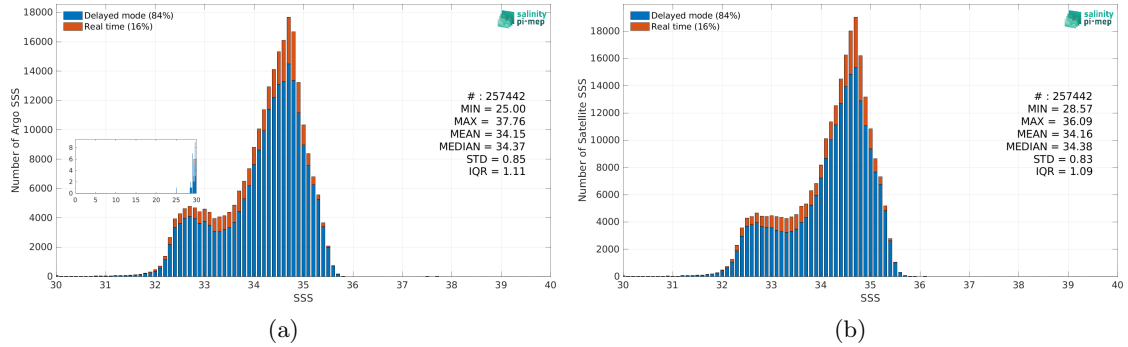 Delayed mode (84%)
Real time (16%)
salinity
pi-mep
18000
16000
14000
12000
10000
8000
6000
4000
2000
0
Number of Argo SSS
# : 257442
MIN = 25.00
MAX = 37.76
MEAN = 34.15
MEDIAN = 34.37
STD = 0.85
IQR = 1.11
8
6
4
2
0
0 5 10 15 20 25 30
30 31 32 33 34 35 36 37 38 39 40
SSS
(a)
Delayed mode (84%)
Real time (16%)
salinity
pi-mep
18000
16000
14000
12000
10000
8000
6000
4000
2000
0
Number of Satellite SSS
# : 257442
MIN = 28.57
MAX = 36.09
MEAN = 34.16
MEDIAN = 34.38
STD = 0.83
IQR = 1.09
30 31 32 33 34 35 36 37 38 39 40
SSS
(b)